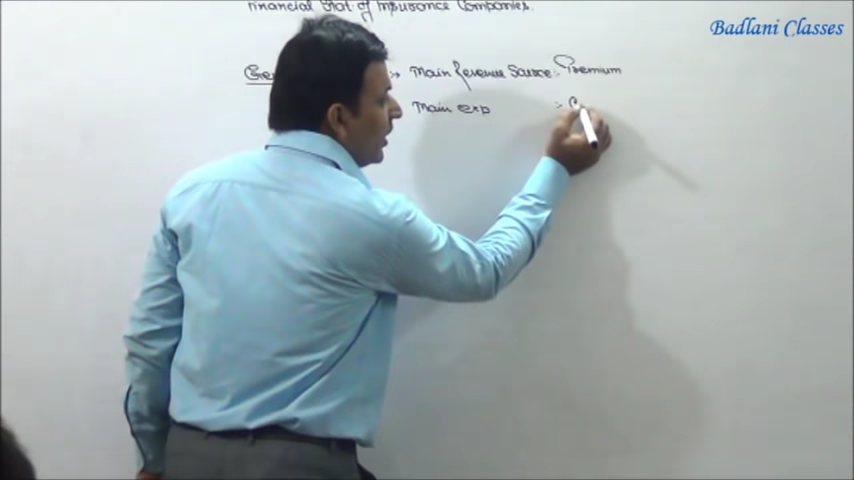 Financial Stat of Insurance Companies.
Badlani Classes
Main Revenue Source :- Premium
Main exp :- C